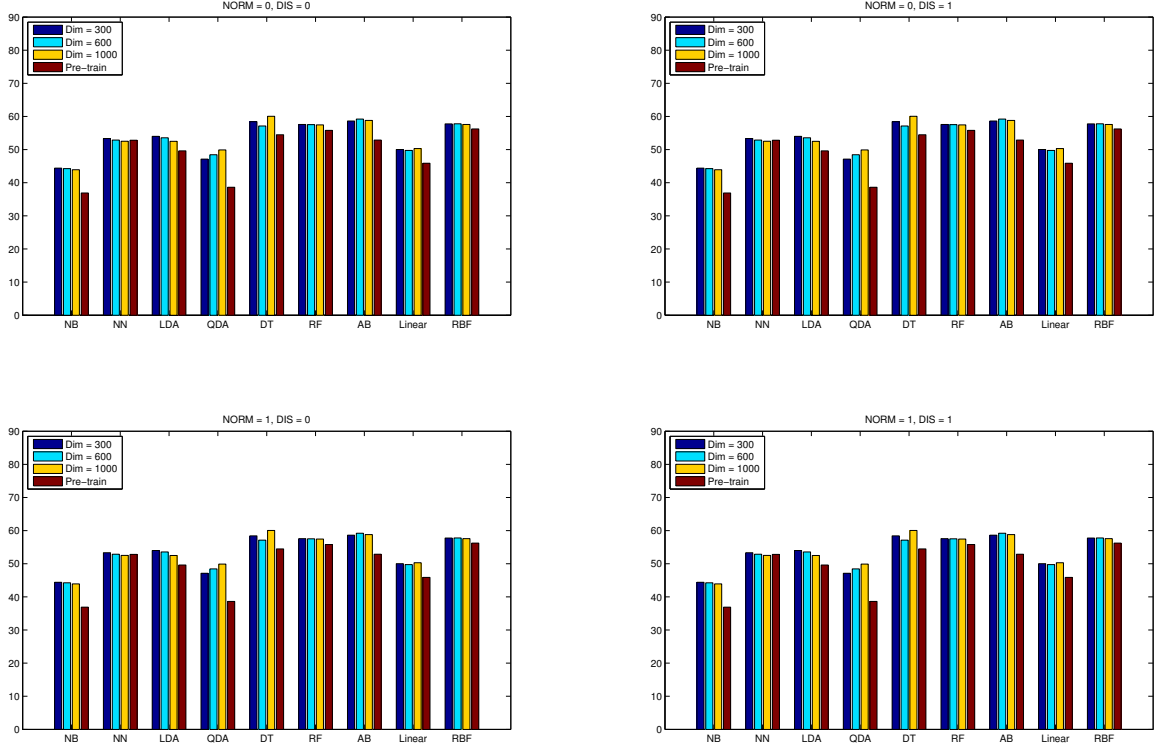 NORM = 0, DIS = 0
90
80
70
60
50
40
30
20
10
0
Dim = 300
Dim = 600
Dim = 1000
Pre-train
NB NN LDA QDA DT RF AB Linear RBF
NORM = 0, DIS = 1
90
80
70
60
50
40
30
20
10
0
Dim = 300
Dim = 600
Dim = 1000
Pre-train
NB NN LDA QDA DT RF AB Linear RBF
NORM = 1, DIS = 0
90
80
70
60
50
40
30
20
10
0
Dim = 300
Dim = 600
Dim = 1000
Pre-train
NB NN LDA QDA DT RF AB Linear RBF
NORM = 1, DIS = 1
90
80
70
60
50
40
30
20
10
0
Dim = 300
Dim = 600
Dim = 1000
Pre-train
NB NN LDA QDA DT RF AB Linear RBF